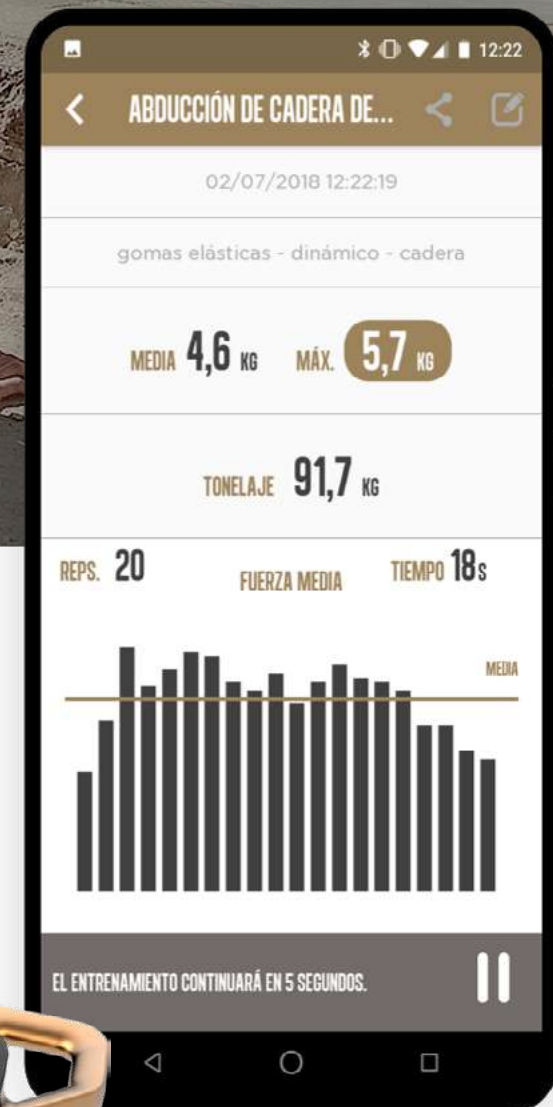 12:22
ABDUCCIÓN DE CADERA DE...
02/07/2018 12:22:19
gomas elásticas - dinámico - cadera
MEDIA 4,6 KG MÁX. 5,7 KG
TONELAJE 91,7 KG
REPS. 20 FUERZA MEDIA TIEMPO 18 S
MEDIA
EL ENTRENAMIENTO CONTINUARÁ EN 5 SEGUNDOS.